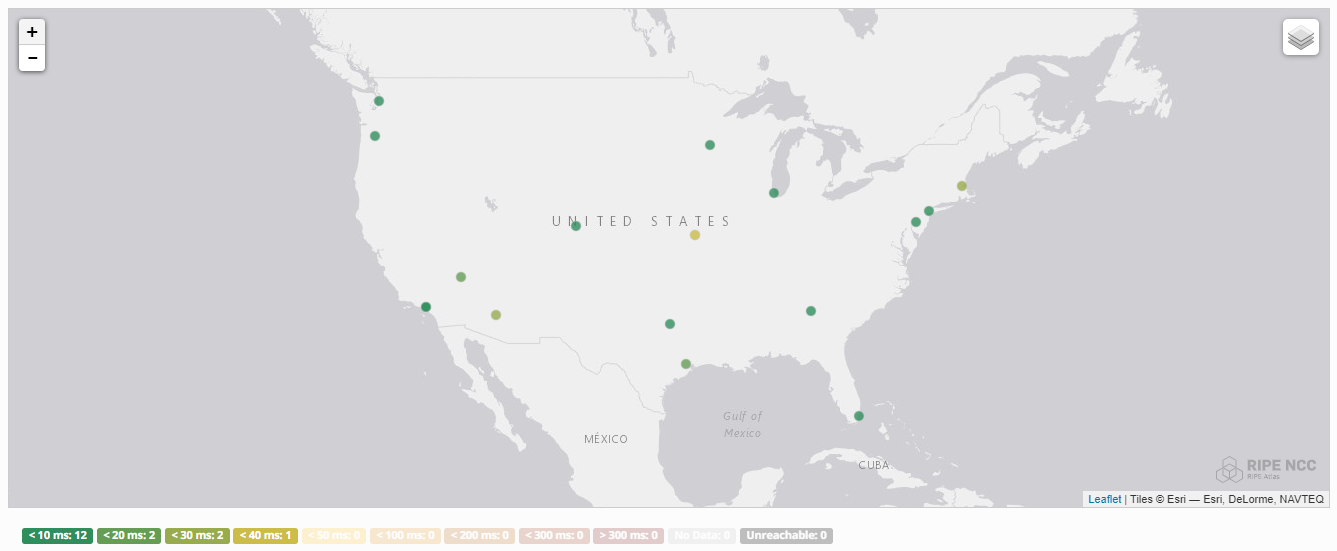 +
−
UNITED STATES
Gulf of
Mexico
MÉXICO
CUBA
RIPE NCC
RIPE Atlas
Leaflet | Tiles © Esri — Esri, DeLorme, NAVTEQ
< 10 ms: 12 < 20 ms: 2 < 30 ms: 2 < 40 ms: 1 < 50 ms: 0 < 100 ms: 0 < 200 ms: 0 < 300 ms: 0 > 300 ms: 0 No Data: 0 Unreachable: 0